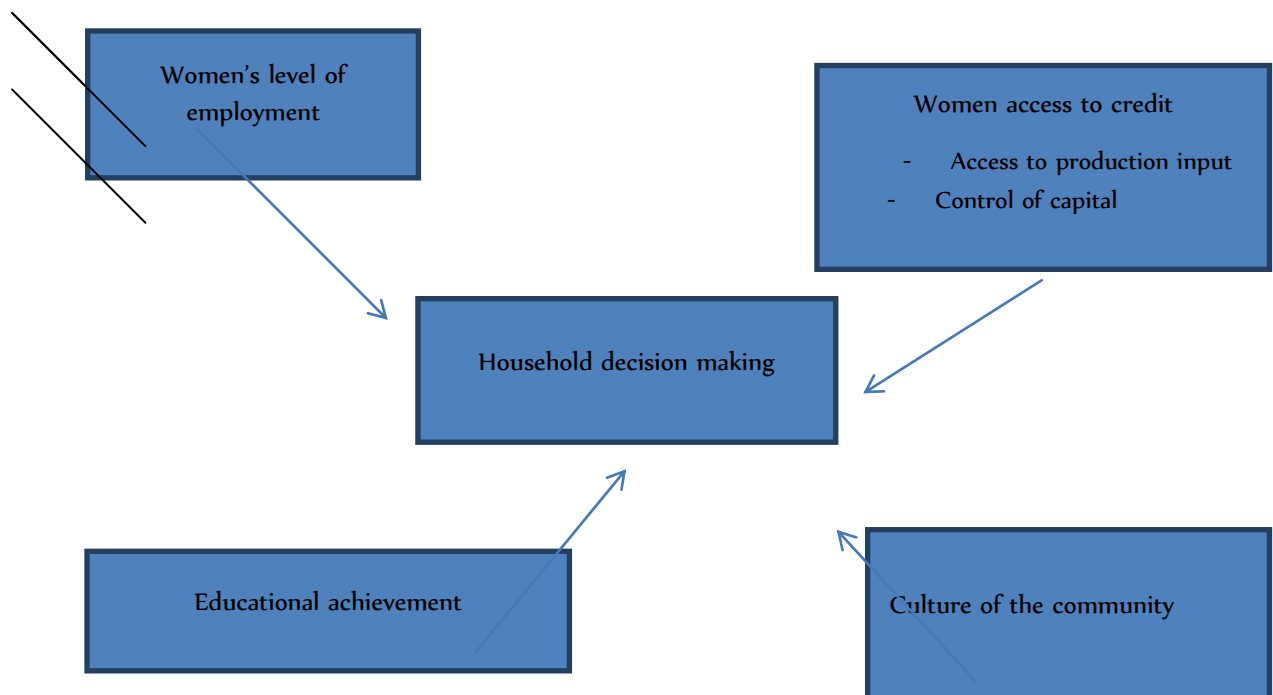 Women’s level of
employment
Women access to credit
- Access to production input
- Control of capital
Household decision making
Educational achievement
Culture of the community